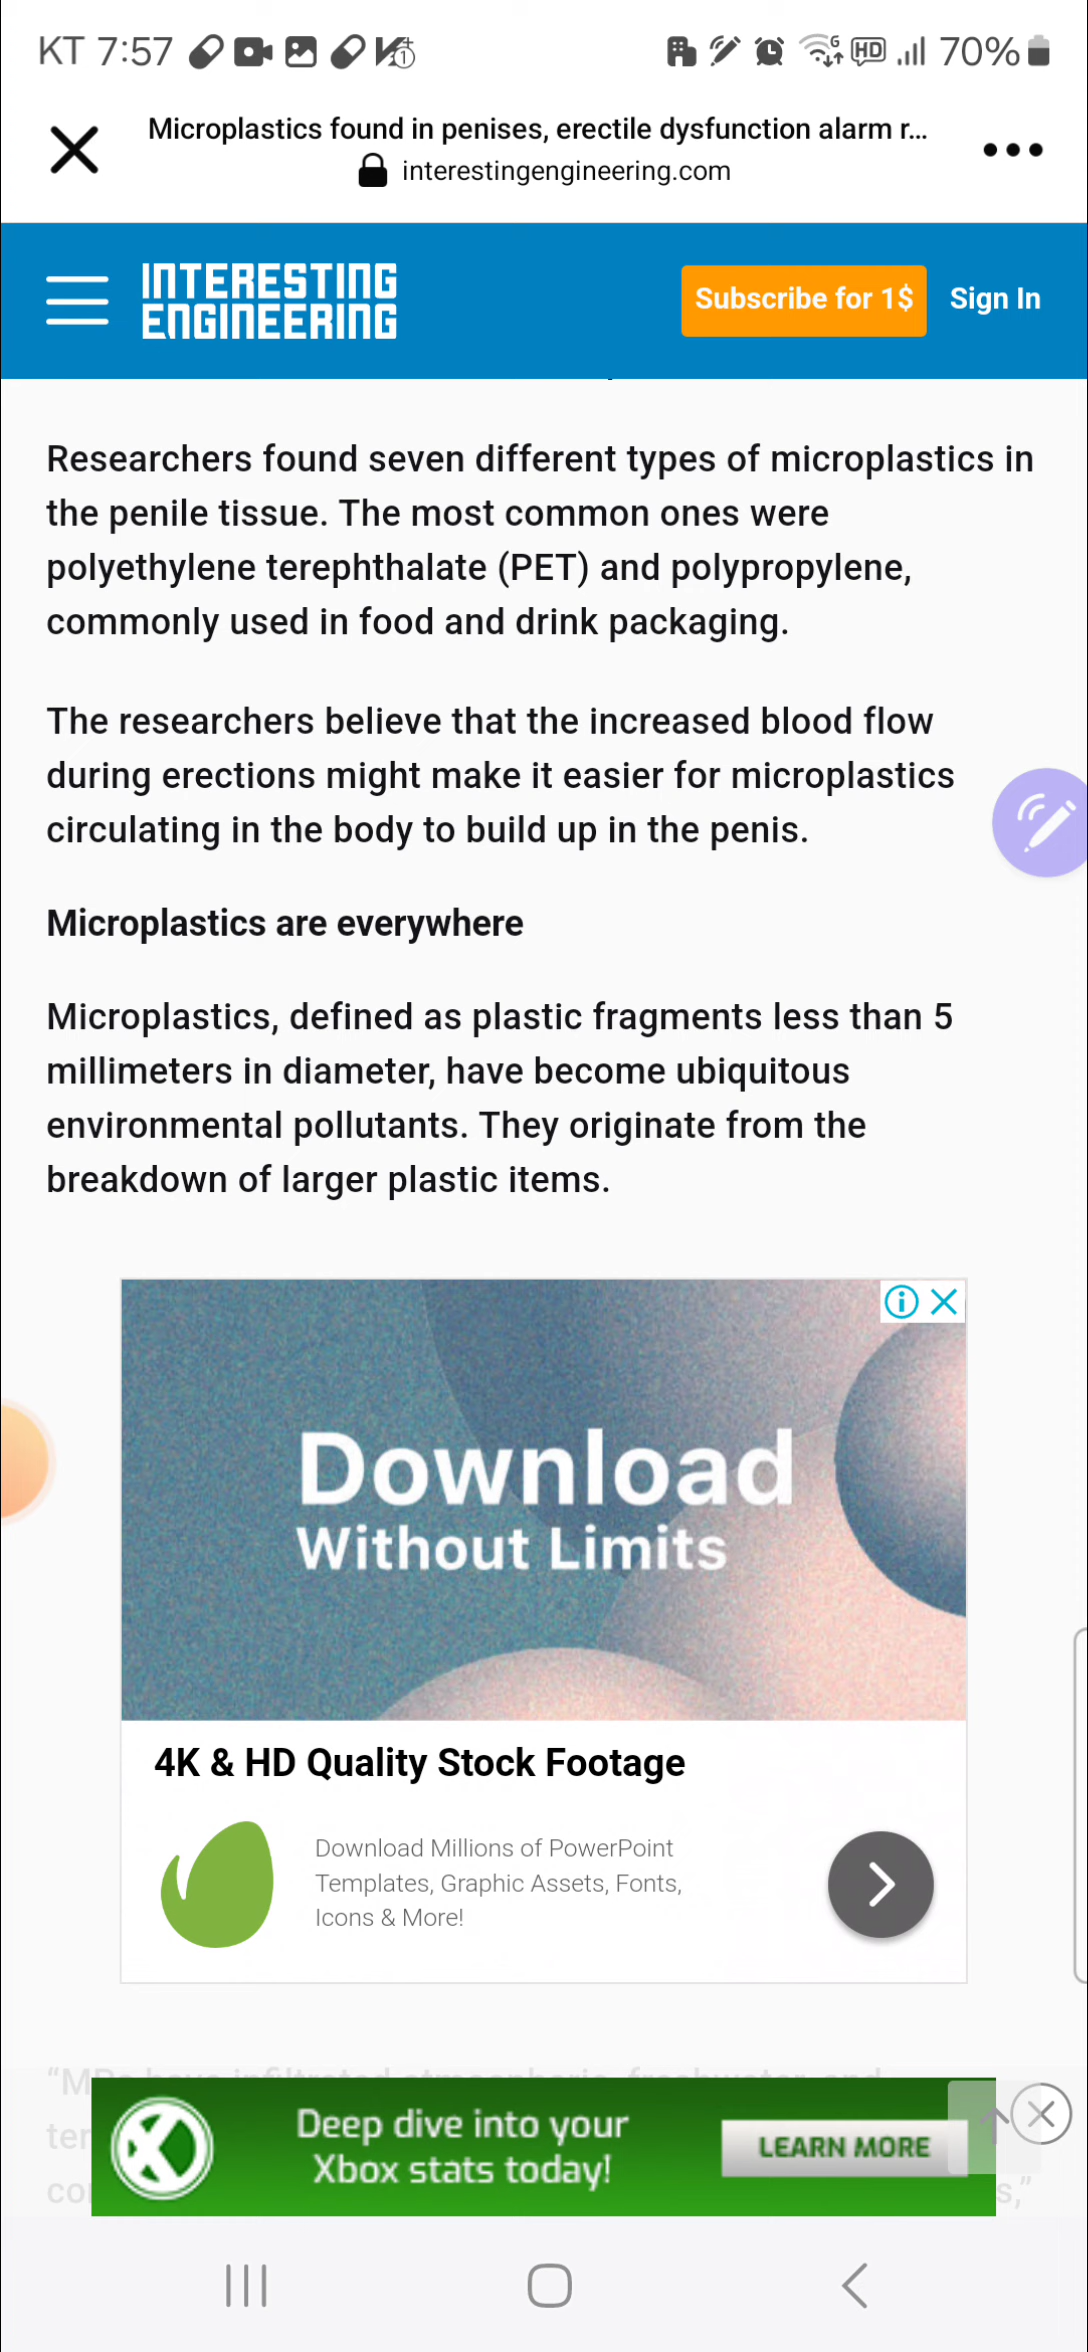 KT 7:57
HD 70%
Microplastics found in penises, erectile dysfunction alarm r...
interestingengineering.com
INTERESTING
ENGINEERING
Subscribe for 1$
Sign In
Researchers found seven different types of microplastics in
the penile tissue. The most common ones were
polyethylene terephthalate (PET) and polypropylene,
commonly used in food and drink packaging.
The researchers believe that the increased blood flow
during erections might make it easier for microplastics
circulating in the body to build up in the penis.
Microplastics are everywhere
Microplastics, defined as plastic fragments less than 5
millimeters in diameter, have become ubiquitous
environmental pollutants. They originate from the
breakdown of larger plastic items.
Download
Without Limits
4K & HD Quality Stock Footage
Download Millions of PowerPoint
Templates, Graphic Assets, Fonts,
Icons & More!
Deep dive into your
Xbox stats today!
LEARN MORE